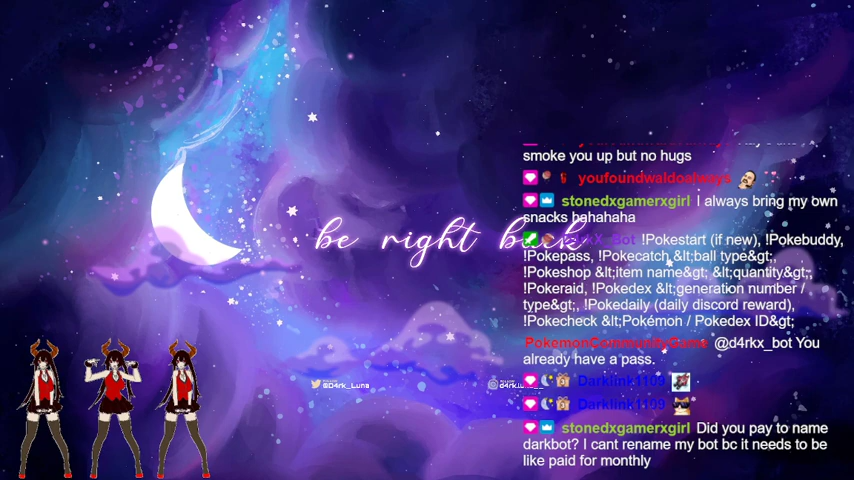 smoke you up but no hugs
youfoundwaldoalways
stonedxgamerxgirl I always bring my own
snacks hahahaha
be right back
!Pokestart (if new), !Pokebuddy,
!Pokepass, !Pokecatch &lt;ball type&gt;,
!Pokeshop &lt;item name&gt; &lt;quantity&gt;,
!Pokeraid, !Pokedex &lt;generation number /
type&gt;, !Pokedaily (daily discord reward),
!Pokecheck &lt;Pokémon / Pokedex ID&gt;
PokemonCommunityGame @d4rkx_bot You
already have a pass.
@D4rk_Luna
Darklink1109
Darklink1109
stonedxgamerxgirl Did you pay to name
darkbot? I cant rename my bot bc it needs to be
like paid for monthly